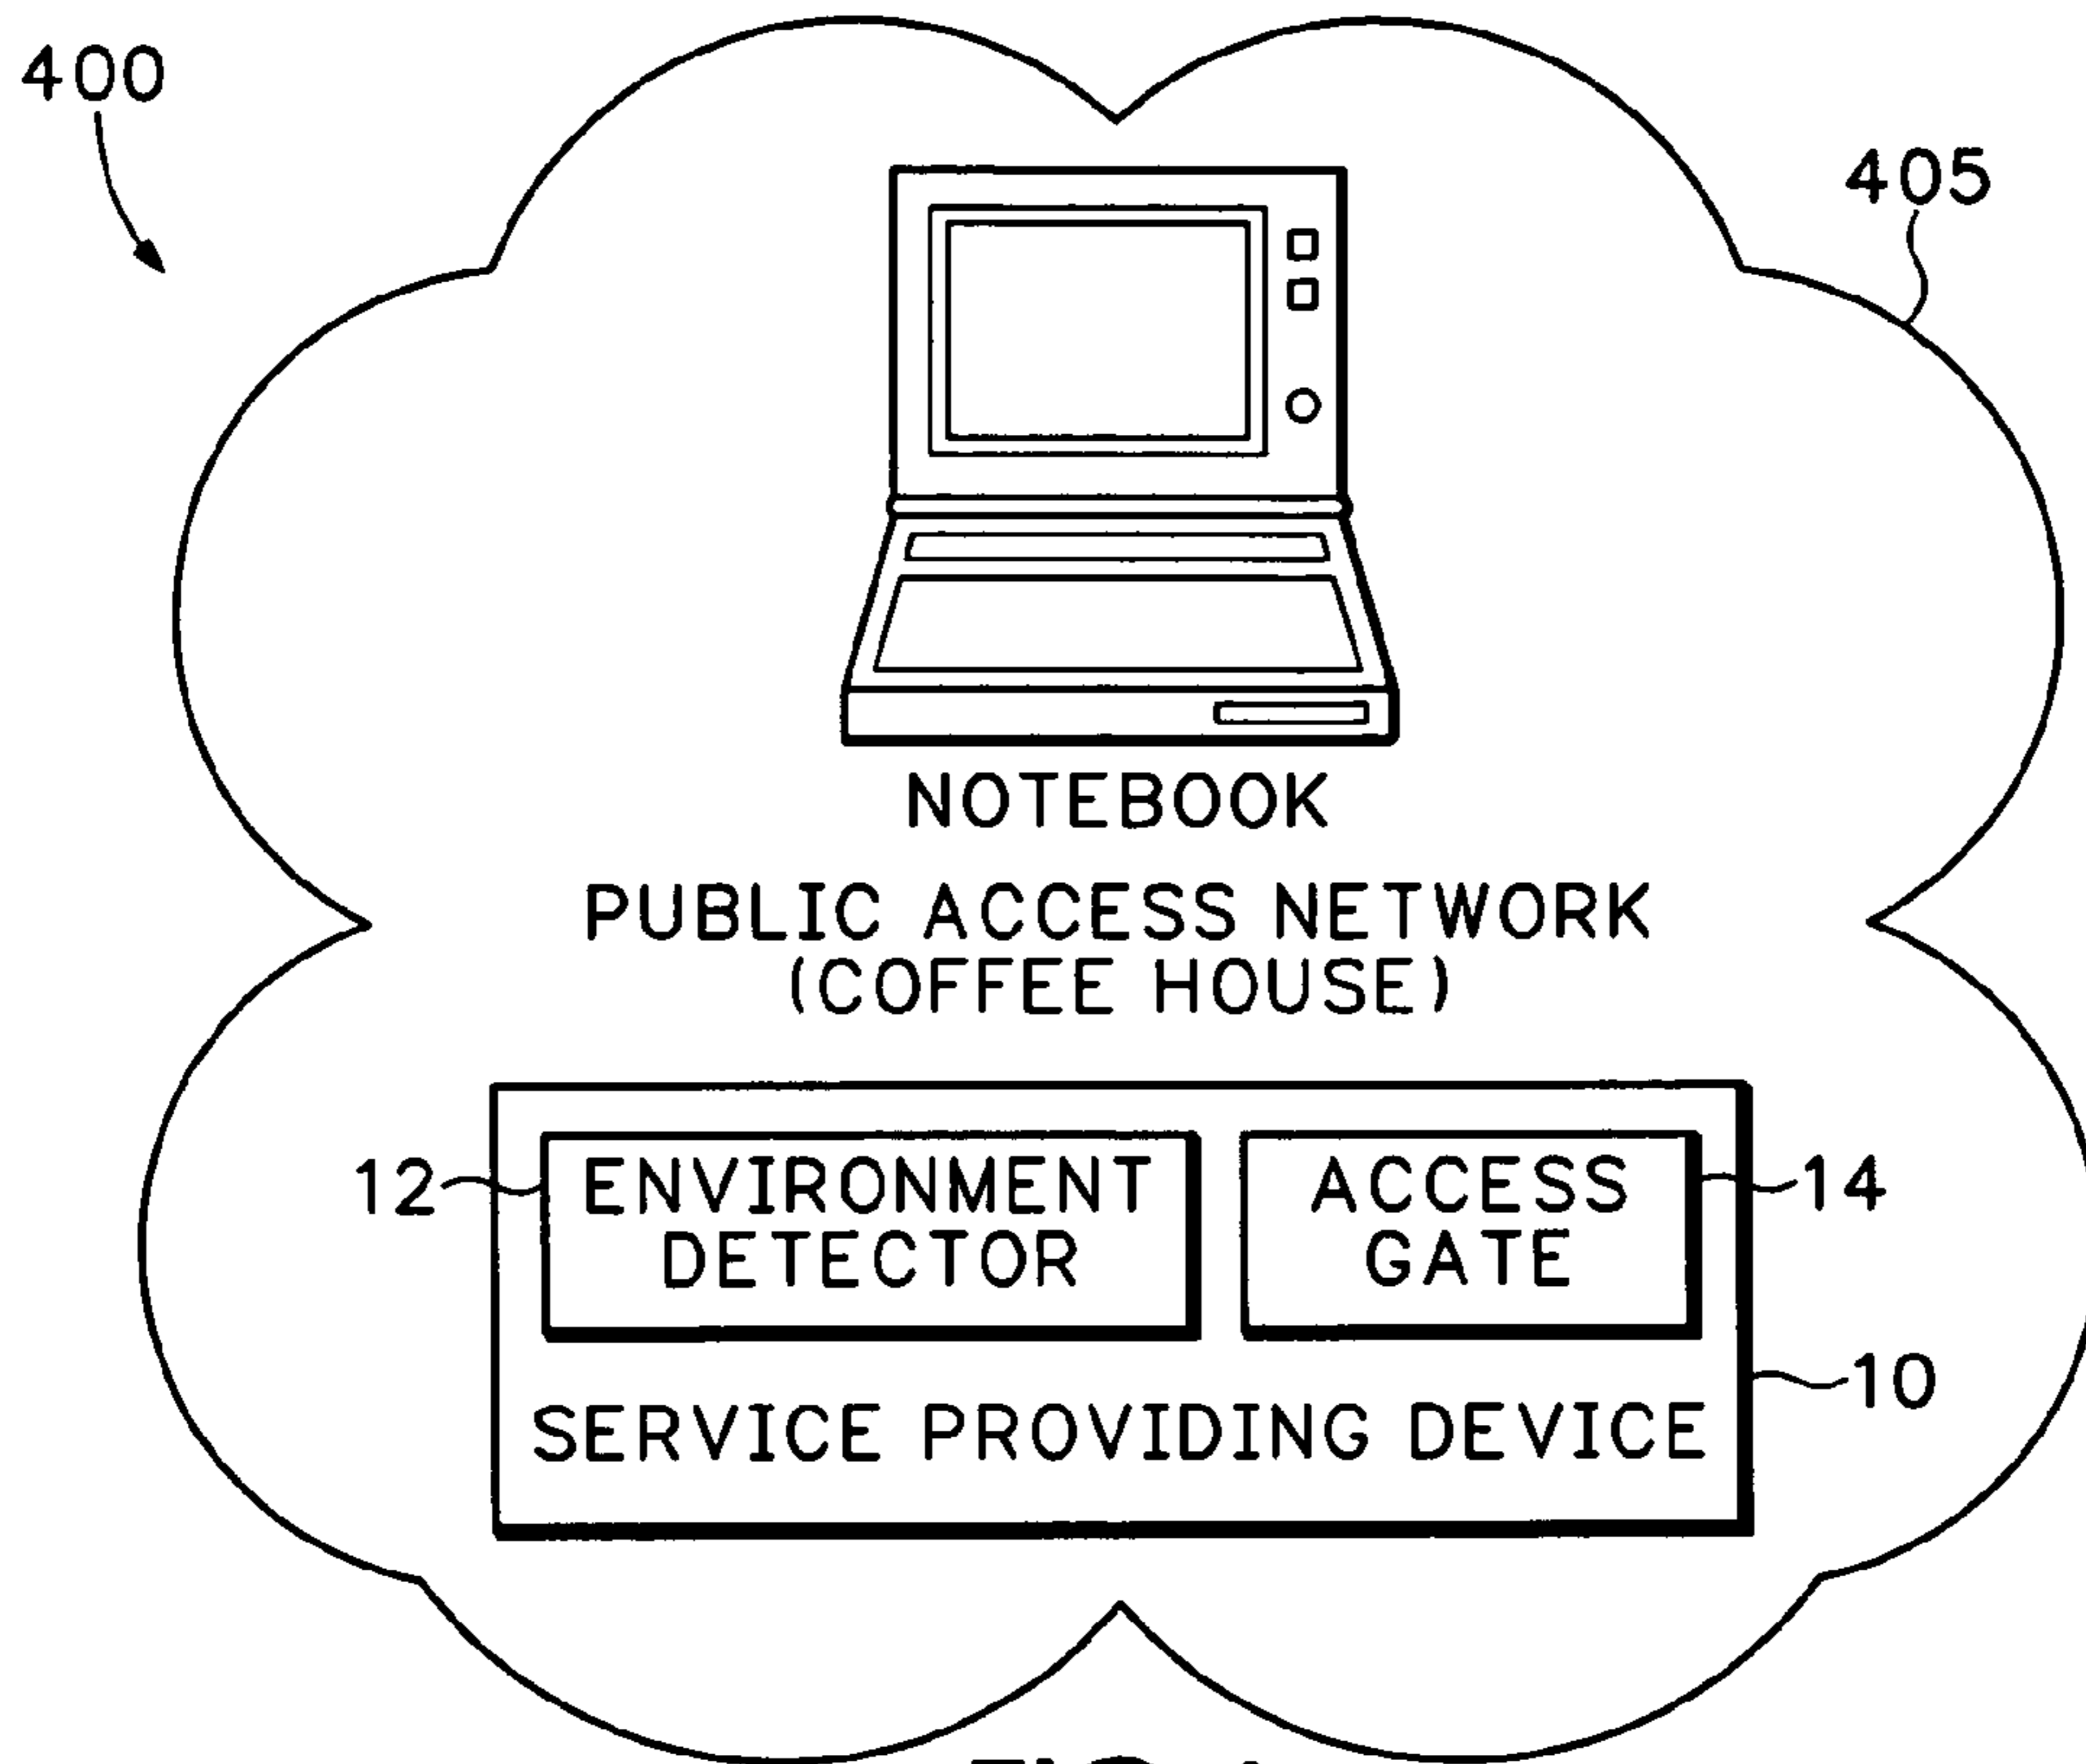 400
405
NOTEBOOK
PUBLIC ACCESS NETWORK
(COFFEE HOUSE)
12
ENVIRONMENT
DETECTOR
ACCESS
GATE
14
10
SERVICE PROVIDING DEVICE